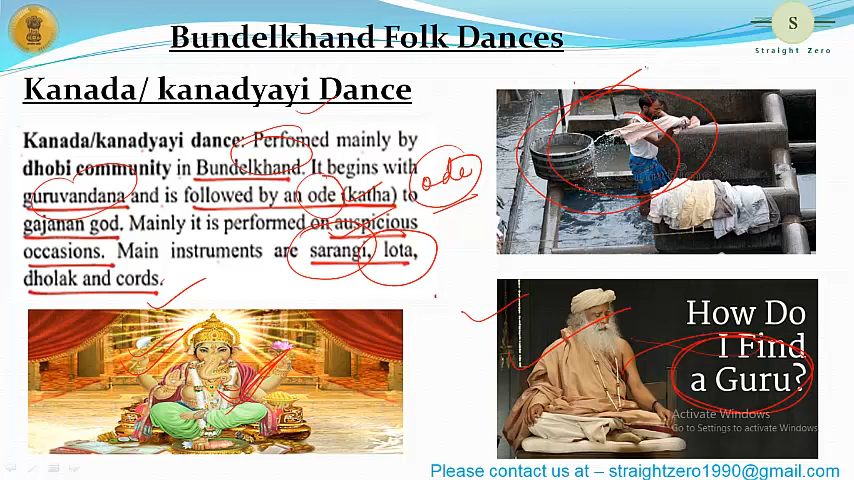 Bundelkhand Folk Dances
S
Straight Zero
Kanada/ kanadyayi Dance
Kanada/kanadyayi dance: Perfomed mainly by
dhobi community in Bundelkhand. It begins with
guruvandana and is followed by an ode (katha) to
gajanan god. Mainly it is performed on auspicious
occasions. Main instruments are sarangi, lota,
dholak and cords.
ode
How Do
I Find
a Guru?
Activate Windows
Go to Settings to activate Windows
Please contact us at – straightzero1990@gmail.com